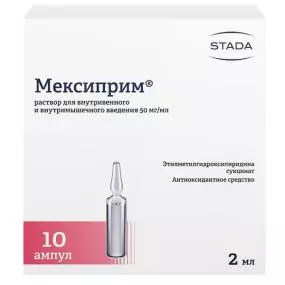 STADA
Мексиприм®
раствор для внутривенного
и внутримышечного введения 50 мг/мл
Этилметилгидроксипиридина
сукцинат
Антиоксидантное средство
10
ампул
2 мл